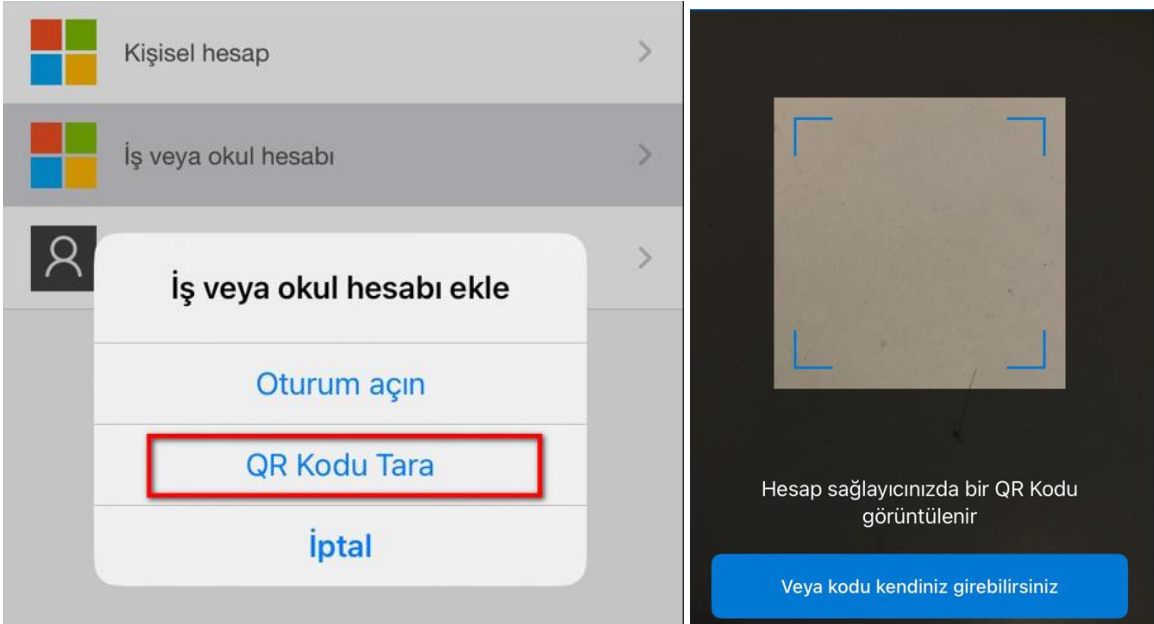 Kişisel hesap
İş veya okul hesabı
İş veya okul hesabı ekle
Oturum açın
QR Kodu Tara
İptal
Hesap sağlayıcınızda bir QR Kodu
görüntülenir
Veya kodu kendiniz girebilirsiniz